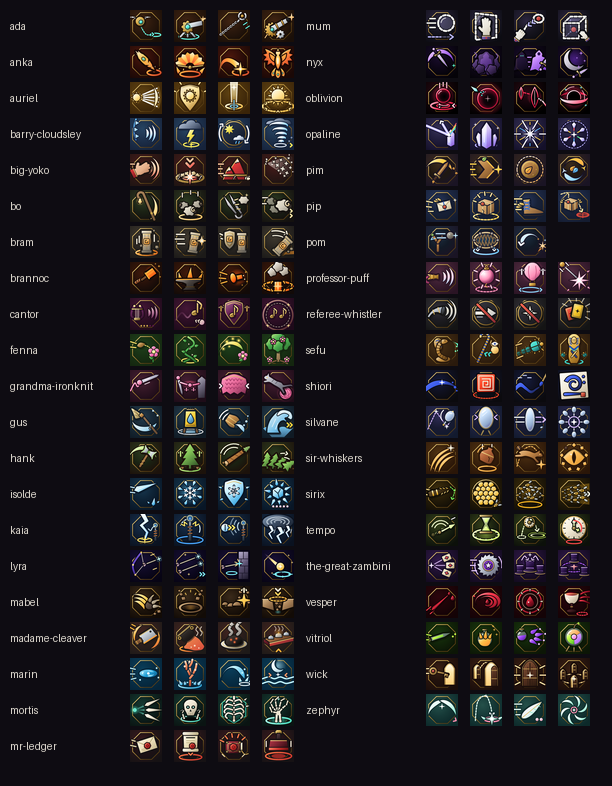 ada
anka
auriel
barry-cloudsley
big-yoko
bo
bram
brannoc
cantor
fenna
grandma-ironknit
gus
hank
isolde
kaia
lyra
mabel
madame-cleaver
marin
mortis
mr-ledger
mum
nyx
oblivion
opaline
pim
pip
pom
professor-puff
referee-whistler
sefu
shiori
silvane
sir-whiskers
sirix
tempo
the-great-zambini
vesper
vitriol
wick
zephyr